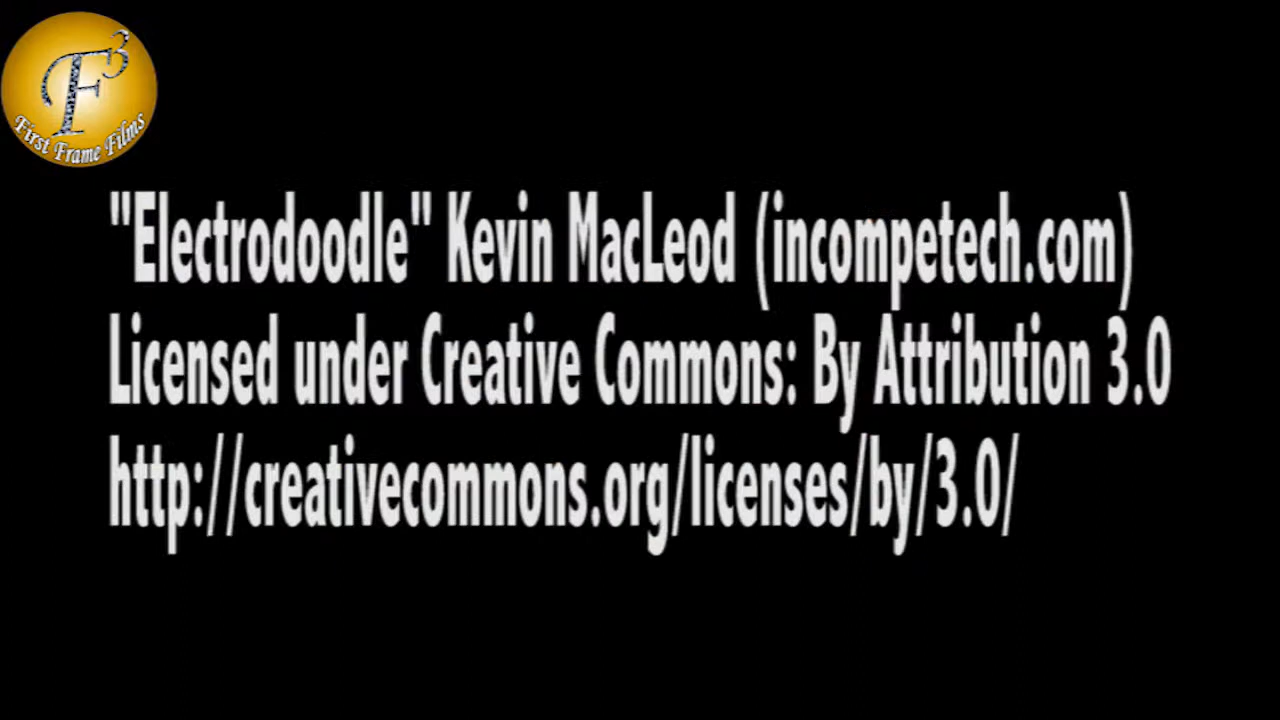 F3
First Frame Films
"Electrodoodle" Kevin MacLeod (incompetech.com)
Licensed under Creative Commons: By Attribution 3.0
http://creativecommons.org/licenses/by/3.0/